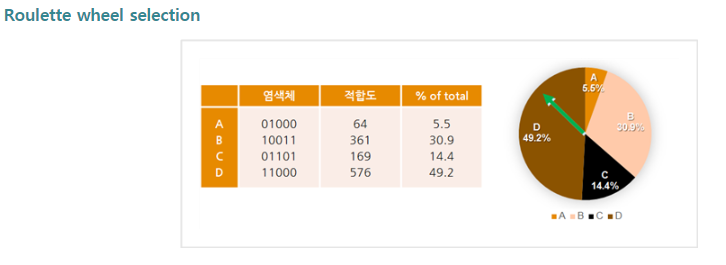 Roulette wheel selection
염색체 적합도 % of total
A 01000 64 5.5
B 10011 361 30.9
C 01101 169 14.4
D 11000 576 49.2
A
5.5%
B
30.9%
D
49.2%
C
14.4%
A B C D